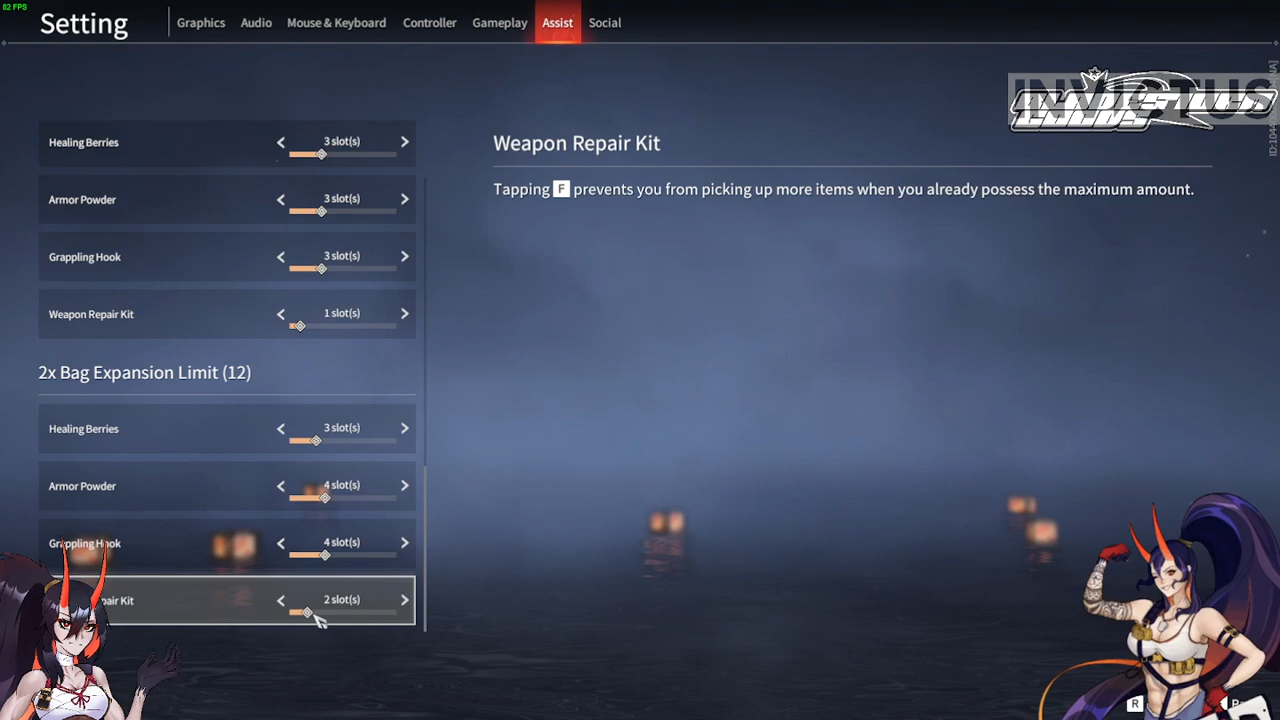 82 FPS
Setting
Graphics
Audio
Mouse & Keyboard
Controller
Gameplay
Assist
Social
INVICTUS
Healing Berries
3 slot(s)
Armor Powder
3 slot(s)
Grappling Hook
3 slot(s)
Weapon Repair Kit
1 slot(s)
2x Bag Expansion Limit (12)
Healing Berries
3 slot(s)
Armor Powder
4 slot(s)
Grappling Hook
4 slot(s)
pair Kit
2 slot(s)
Weapon Repair Kit
Tapping F prevents you from picking up more items when you already possess the maximum amount.
R